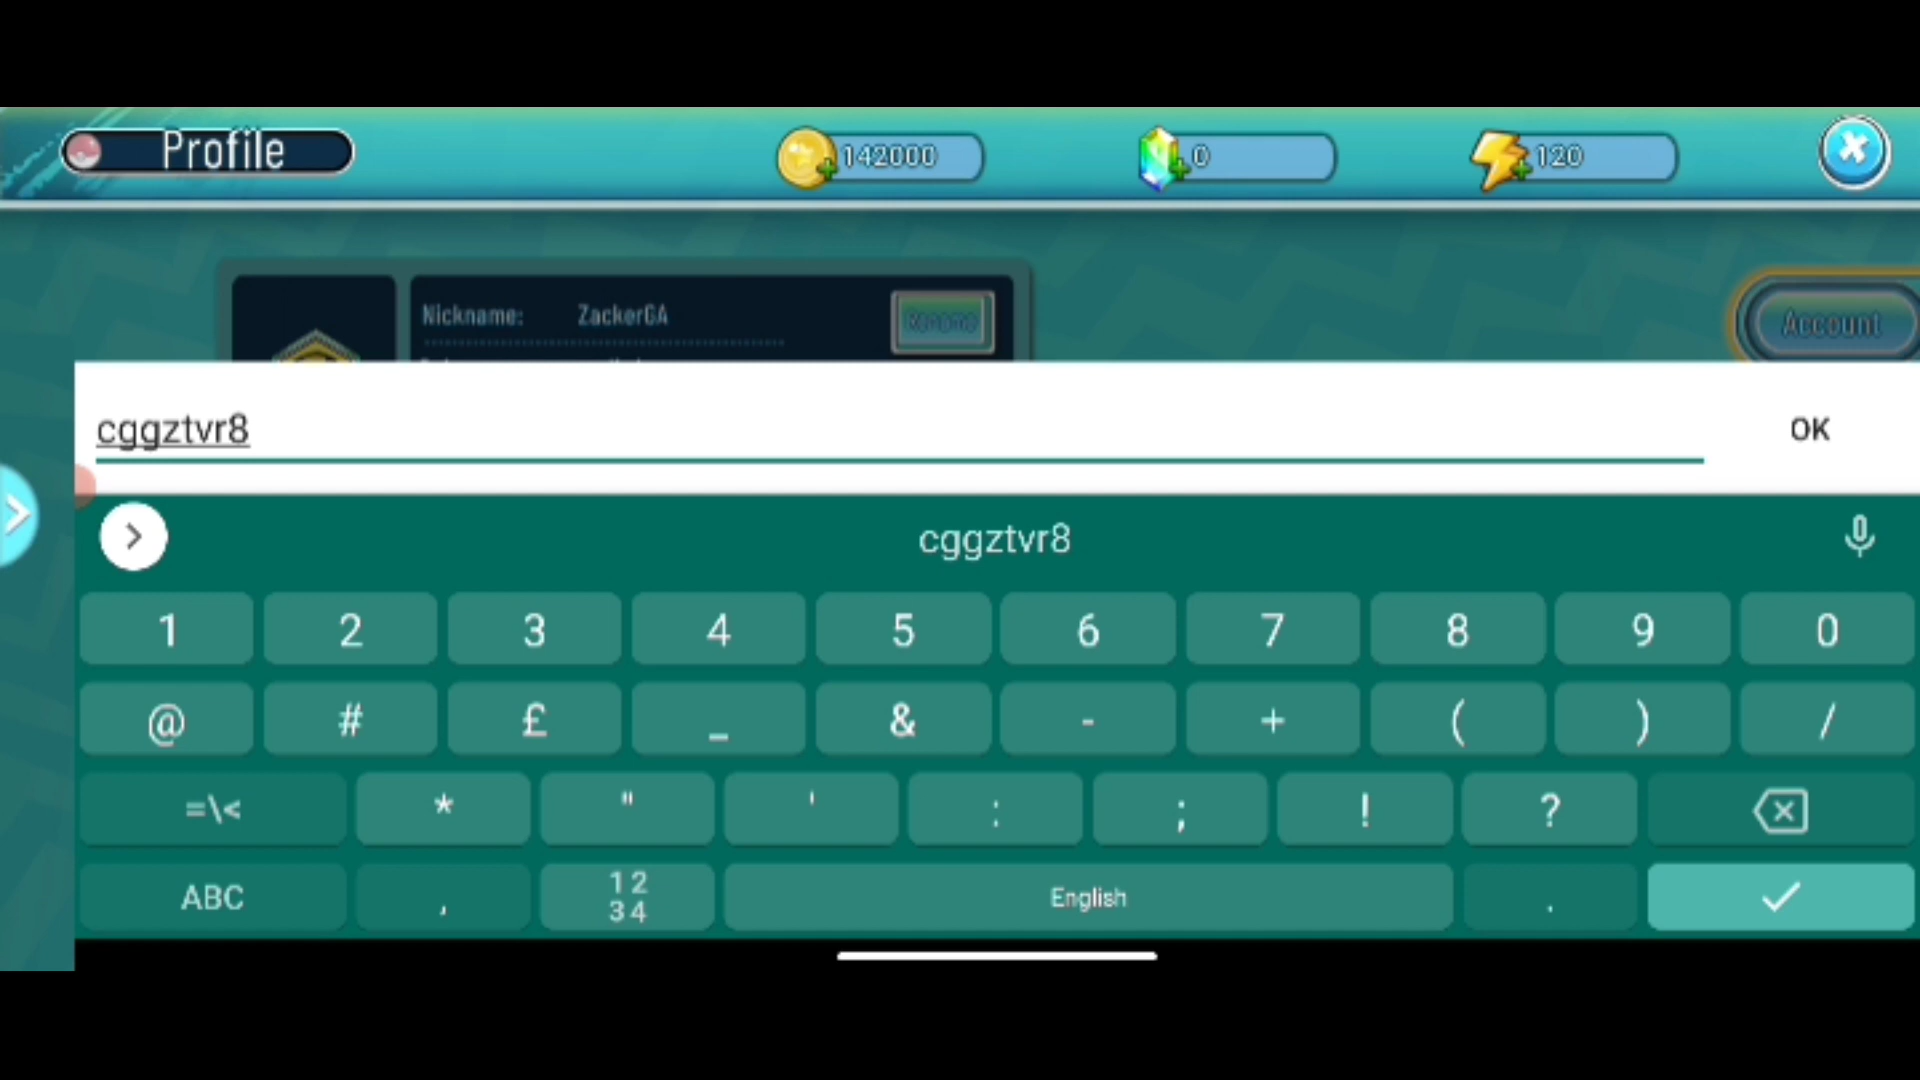 Profile
142000
0
120
Nickname: ZackerGA
Rename
Account
cggztvr8
OK
cggztvr8
1 2 3 4 5 6 7 8 9 0
@ # £ _ & - + ( ) /
=\< * " ' : ; ! ?
ABC , 12 34 English .